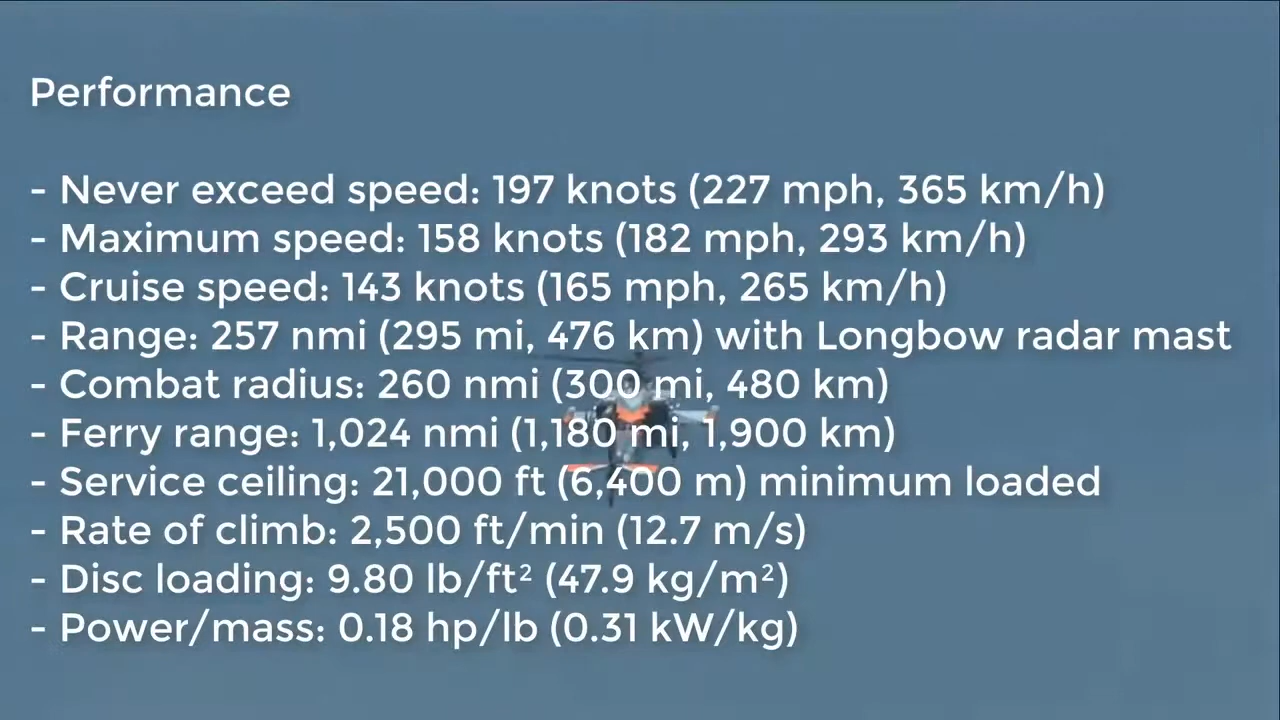 Performance
- Never exceed speed: 197 knots (227 mph, 365 km/h)
- Maximum speed: 158 knots (182 mph, 293 km/h)
- Cruise speed: 143 knots (165 mph, 265 km/h)
- Range: 257 nmi (295 mi, 476 km) with Longbow radar mast
- Combat radius: 260 nmi (300 mi, 480 km)
- Ferry range: 1,024 nmi (1,180 mi, 1,900 km)
- Service ceiling: 21,000 ft (6,400 m) minimum loaded
- Rate of climb: 2,500 ft/min (12.7 m/s)
- Disc loading: 9.80 lb/ft² (47.9 kg/m²)
- Power/mass: 0.18 hp/lb (0.31 kW/kg)